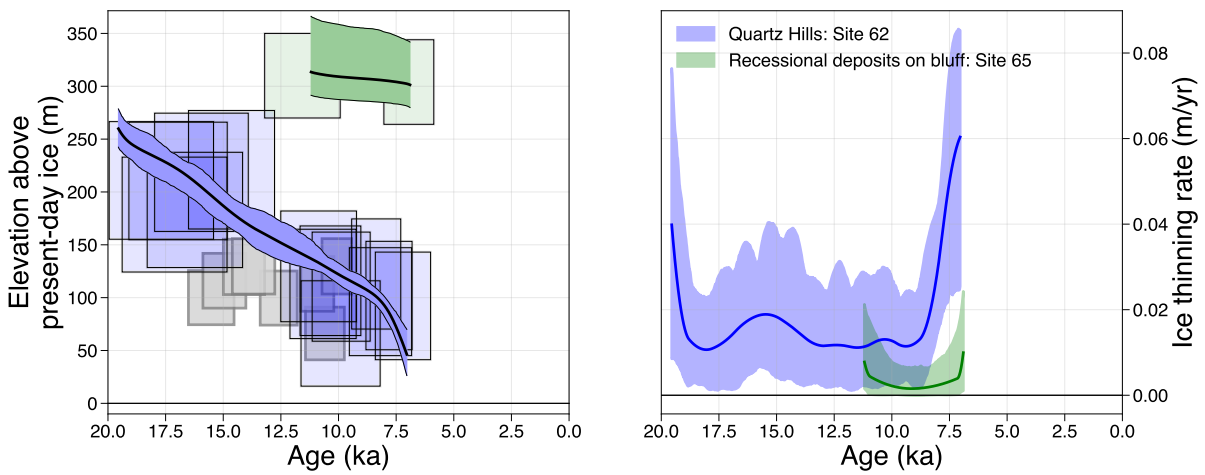 Elevation above
present-day ice (m)
350
300
250
200
150
100
50
0
20.0 17.5 15.0 12.5 10.0 7.5 5.0 2.5 0.0
Age (ka)
Quartz Hills: Site 62
Recessional deposits on bluff: Site 65
0.08
0.06
0.04
0.02
0.00
Ice thinning rate (m/yr)
20.0 17.5 15.0 12.5 10.0 7.5 5.0 2.5 0.0
Age (ka)